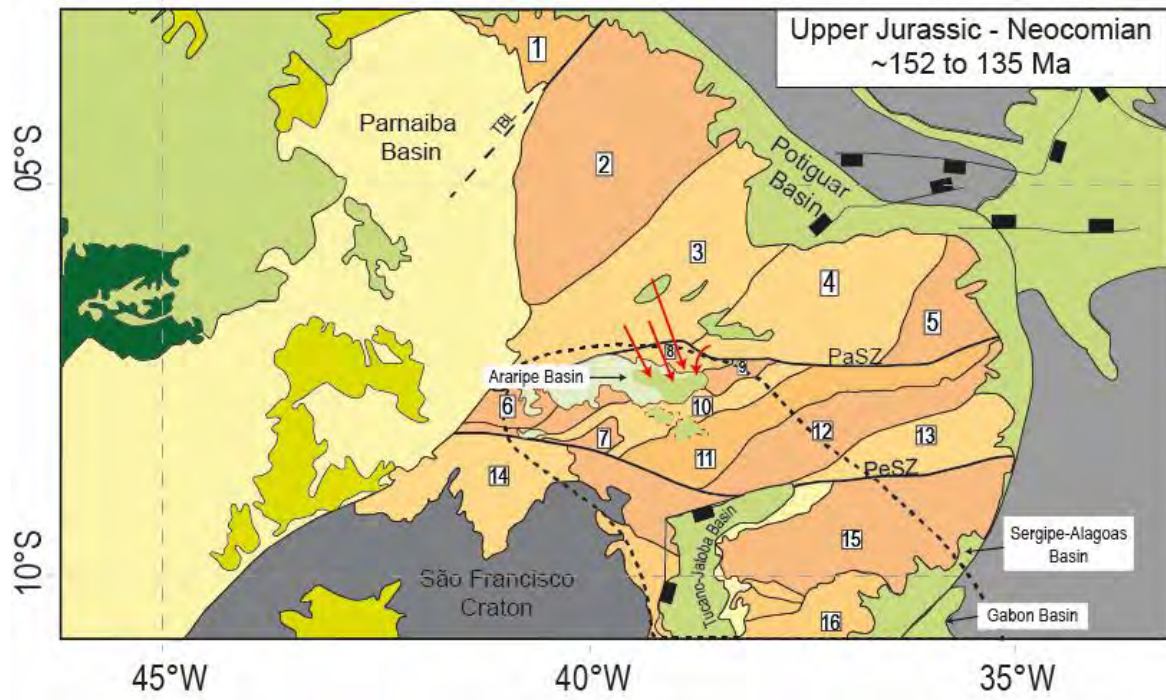 Upper Jurassic - Neocomian
~152 to 135 Ma
1
Parnaiba
Basin
TBL
2
Potiguar
Basin
05°S
3
4
5
8
PaSZ
9
Araripe Basin
6
10
7
12
13
11
PeSZ
14
Tucano-Jatoba Basin
15
Sergipe-Alagoas
Basin
10°S
São Francisco
Craton
16
Gabon Basin
45°W
40°W
35°W